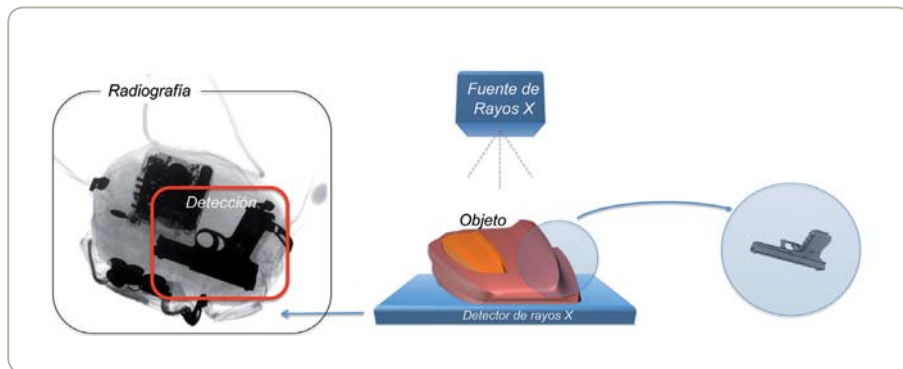 Radiografía
Detección
Fuente de
Rayos X
Objeto
Detector de rayos X